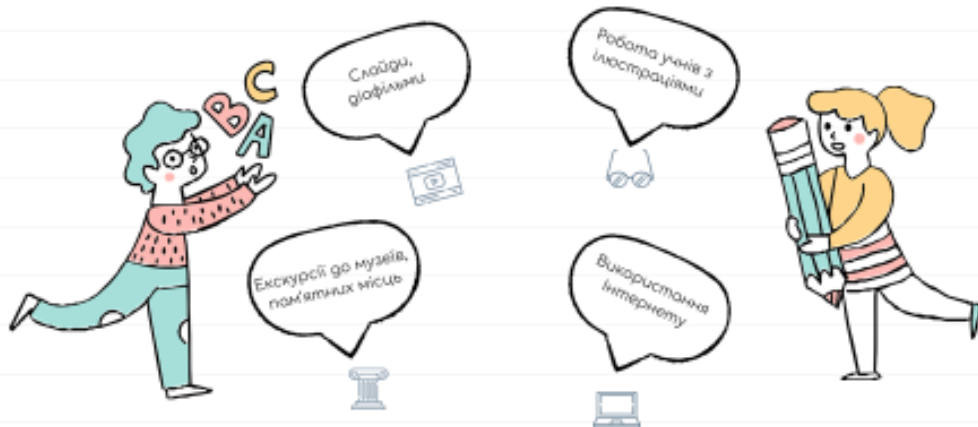 B C
A
Слайди,
діафільми
Робота учнів з
ілюстраціями
Екскурсії до музеїв,
пам'ятних місць
Використання
Інтернету